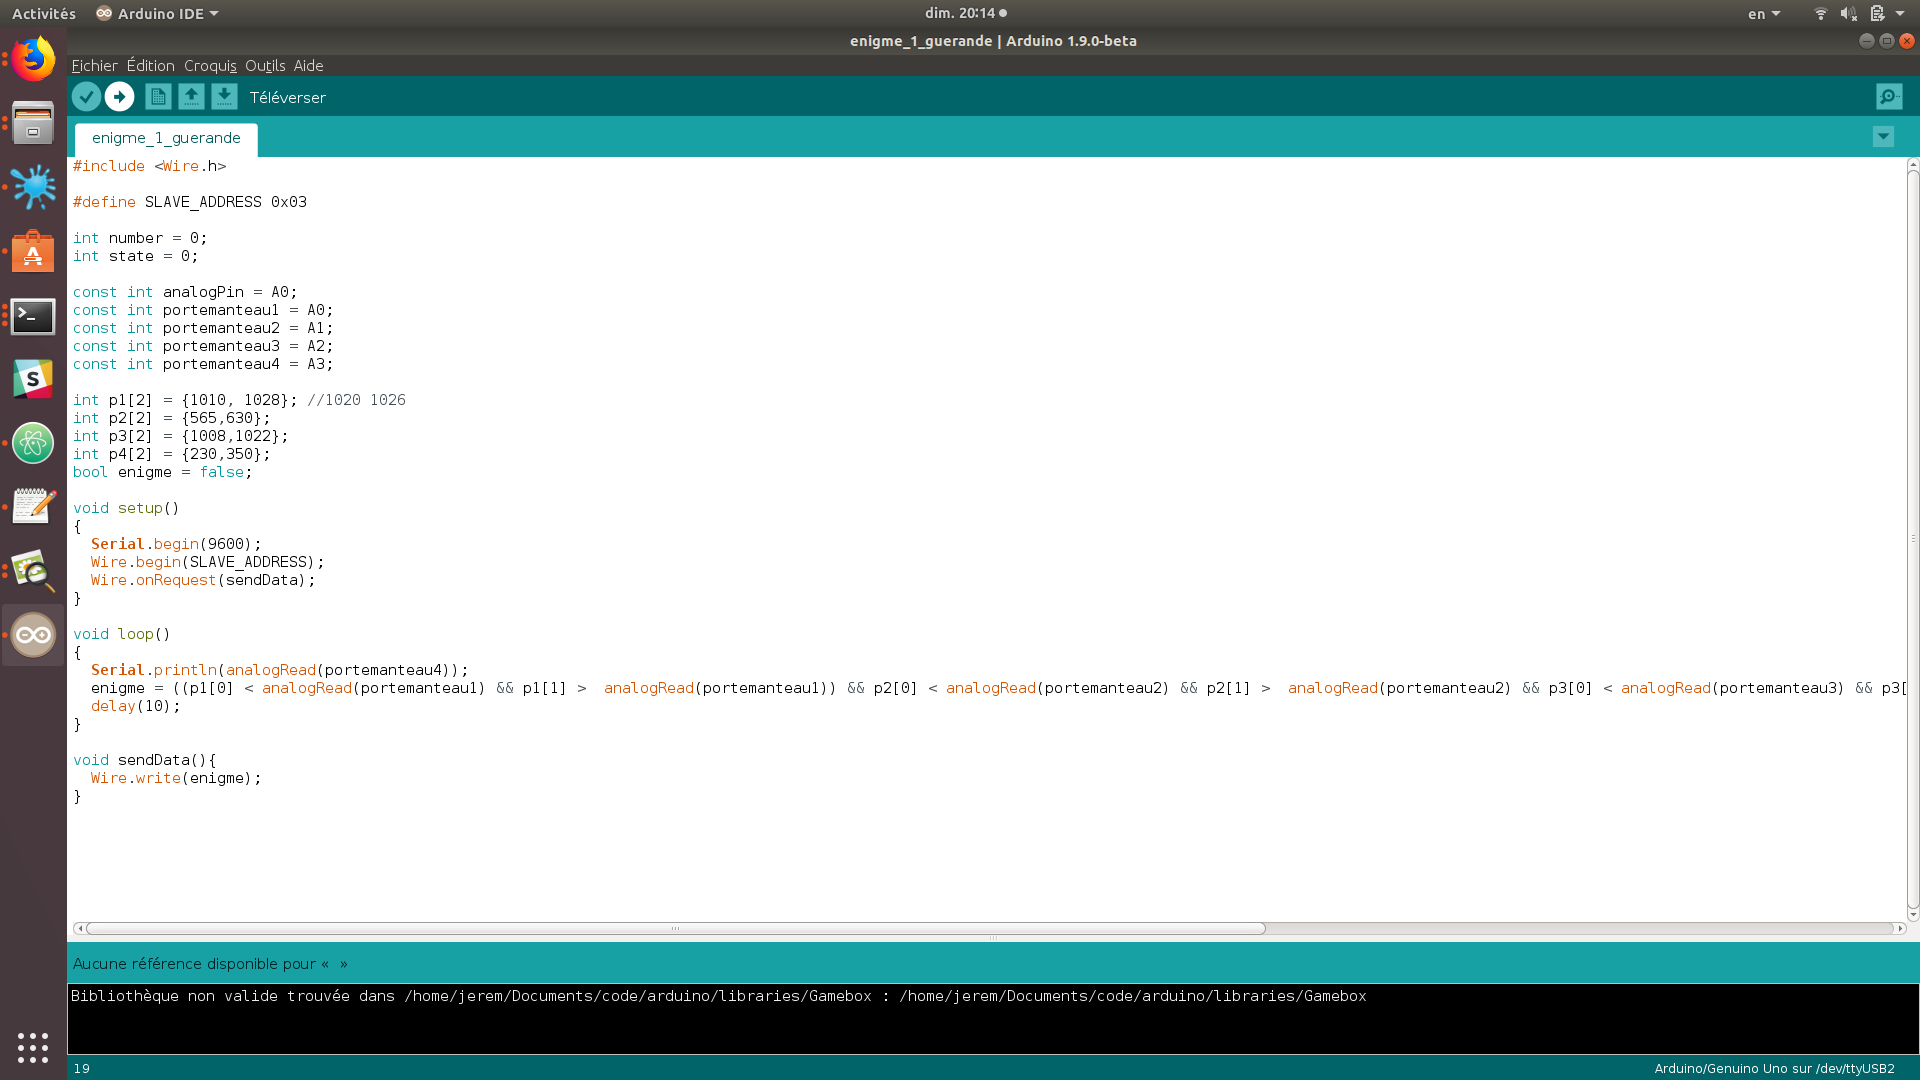 Activités Arduino IDE dim. 20:14 en
enigme_1_guerande | Arduino 1.9.0-beta
Fichier Édition Croquis Outils Aide
Téléverser
enigme_1_guerande
#include <Wire.h>
#define SLAVE_ADDRESS 0x03
int number = 0;
int state = 0;
const int analogPin = A0;
const int portemanteau1 = A0;
const int portemanteau2 = A1;
const int portemanteau3 = A2;
const int portemanteau4 = A3;
int p1[2] = {1010, 1028}; //1020 1026
int p2[2] = {565,630};
int p3[2] = {1008,1022};
int p4[2] = {230,350};
bool enigme = false;
void setup()
{
  Serial.begin(9600);
  Wire.begin(SLAVE_ADDRESS);
  Wire.onRequest(sendData);
}
void loop()
{
  Serial.println(analogRead(portemanteau4));
  enigme = ((p1[0] < analogRead(portemanteau1) && p1[1] >  analogRead(portemanteau1)) && p2[0] < analogRead(portemanteau2) && p2[1] >  analogRead(portemanteau2) && p3[0] < analogRead(portemanteau3) && p3[
  delay(10);
}
void sendData(){
  Wire.write(enigme);
}
Aucune référence disponible pour «  »
Bibliothèque non valide trouvée dans /home/jerem/Documents/code/arduino/libraries/Gamebox : /home/jerem/Documents/code/arduino/libraries/Gamebox
19 Arduino/Genuino Uno sur /dev/ttyUSB2